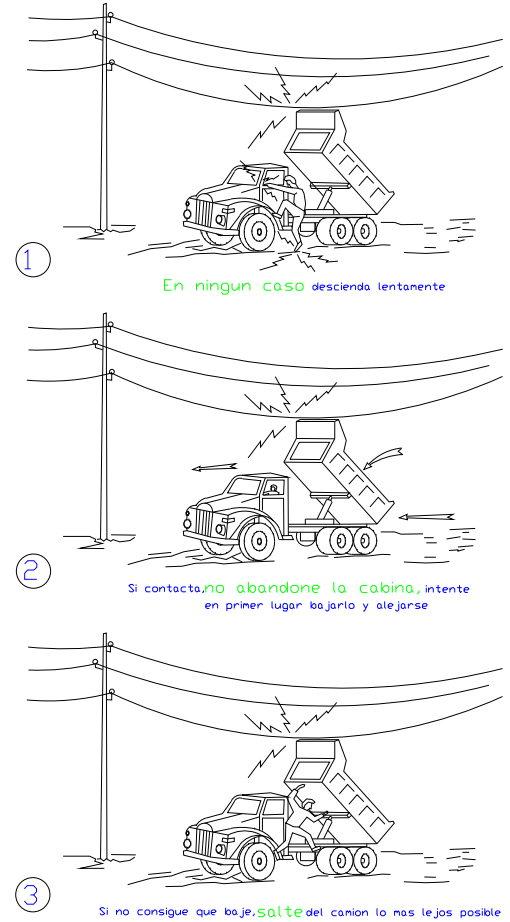 1
En ningun caso descienda lentamente
2
Si contacta,no abandone la cabina, intente
en primer lugar bajarlo y alejarse
3
Si no consigue que baje,salte del camion lo mas lejos posible